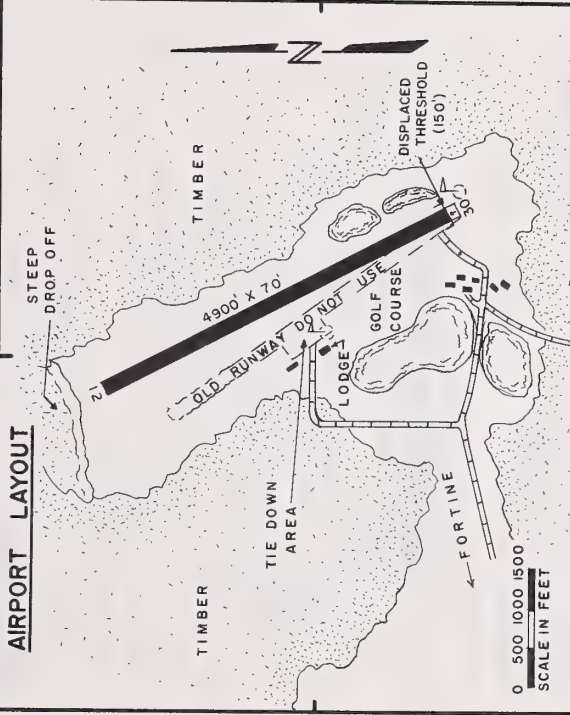 AIRPORT LAYOUT
STEEP
DROP OFF
N
TIMBER
TIMBER
12
4900' X 70'
OLD RUNWAY DO NOT USE
DISPLACED
THRESHOLD
(150')
30
GOLF
COURSE
LODGE
TIE DOWN
AREA
← FORTINE
0 500 1000 1500
SCALE IN FEET